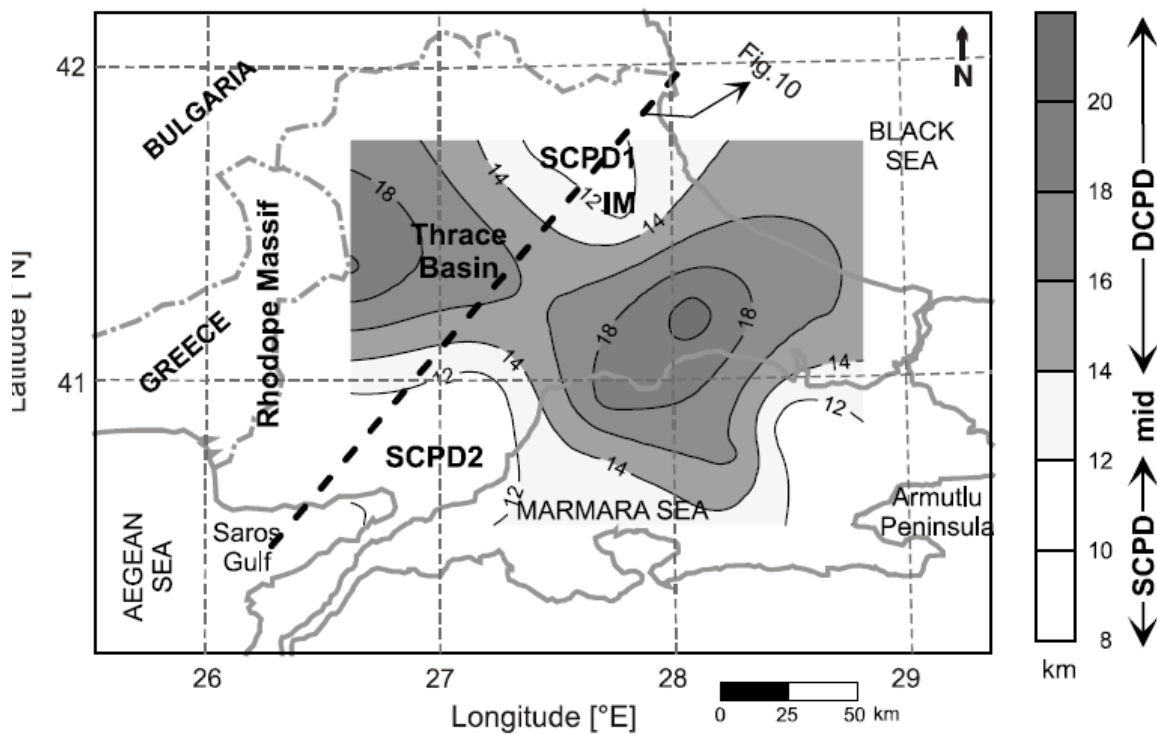 42
41
Latitude [°N]
BULGARIA
GREECE
Rhodope Massif
AEGEAN
SEA
Saros
Gulf
Thrace
Basin
SCPD1
IM
SCPD2
MARMARA SEA
BLACK
SEA
Armutlu
Peninsula
Fig.10
N
18
14
12
14
18
18
14
12
14
12
14
12
26
27
28
29
Longitude [°E]
0 25 50 km
20
18
16
14
12
10
8
km
DCPD
mid
SCPD